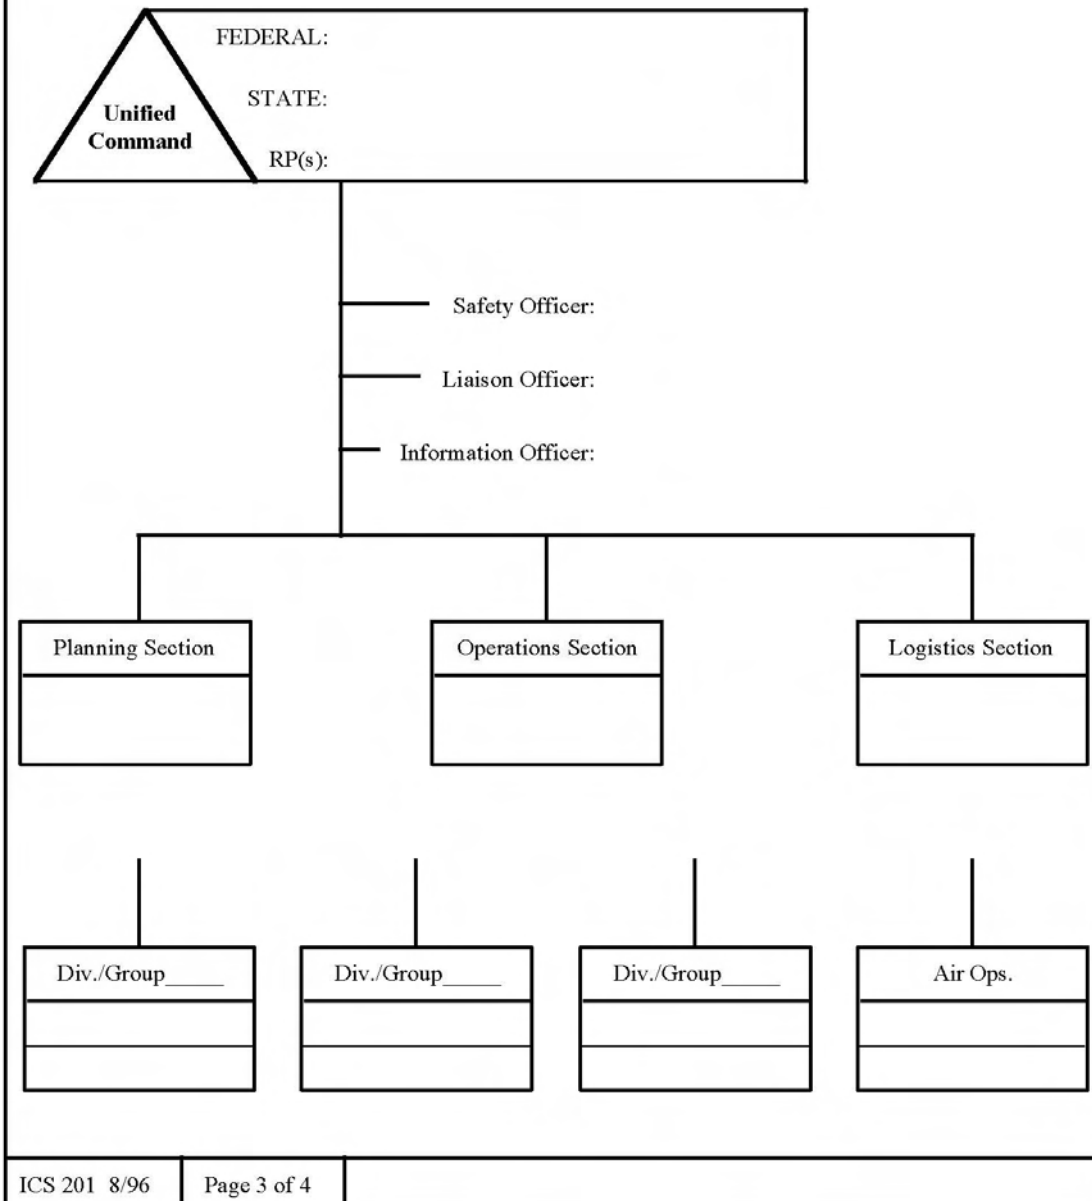 FEDERAL:
STATE:
Unified
Command
RP(s):
Safety Officer:
Liaison Officer:
Information Officer:
Planning Section
Operations Section
Logistics Section
Div./Group_____
Div./Group_____
Div./Group_____
Air Ops.
ICS 201 8/96
Page 3 of 4